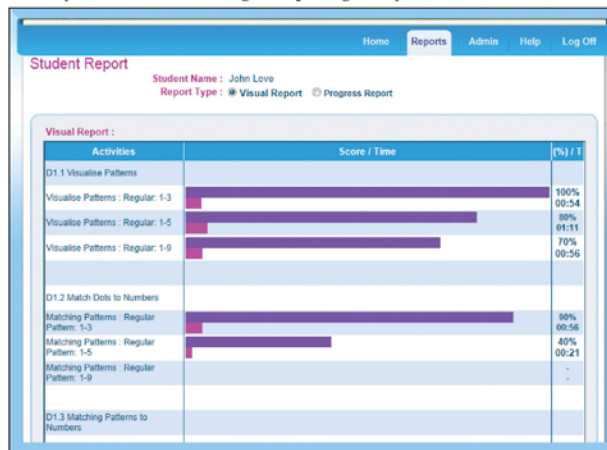 Home Reports Admin Help Log Off
Student Report
Student Name : John Love
Report Type : Visual Report Progress Report
Visual Report :
Activities Score / Time (%) / T
D1.1 Visualise Patterns
Visualise Patterns : Regular: 1-3 100%
00:54
Visualise Patterns : Regular: 1-5 80%
01:11
Visualise Patterns : Regular: 1-9 70%
00:56
D1.2 Match Dots to Numbers
Matching Patterns : Regular 90%
Pattern: 1-3 00:56
Matching Patterns : Regular 40%
Pattern: 1-5 00:21
Matching Patterns : Regular -
Pattern: 1-9 -
D1.3 Matching Patterns to
Numbers